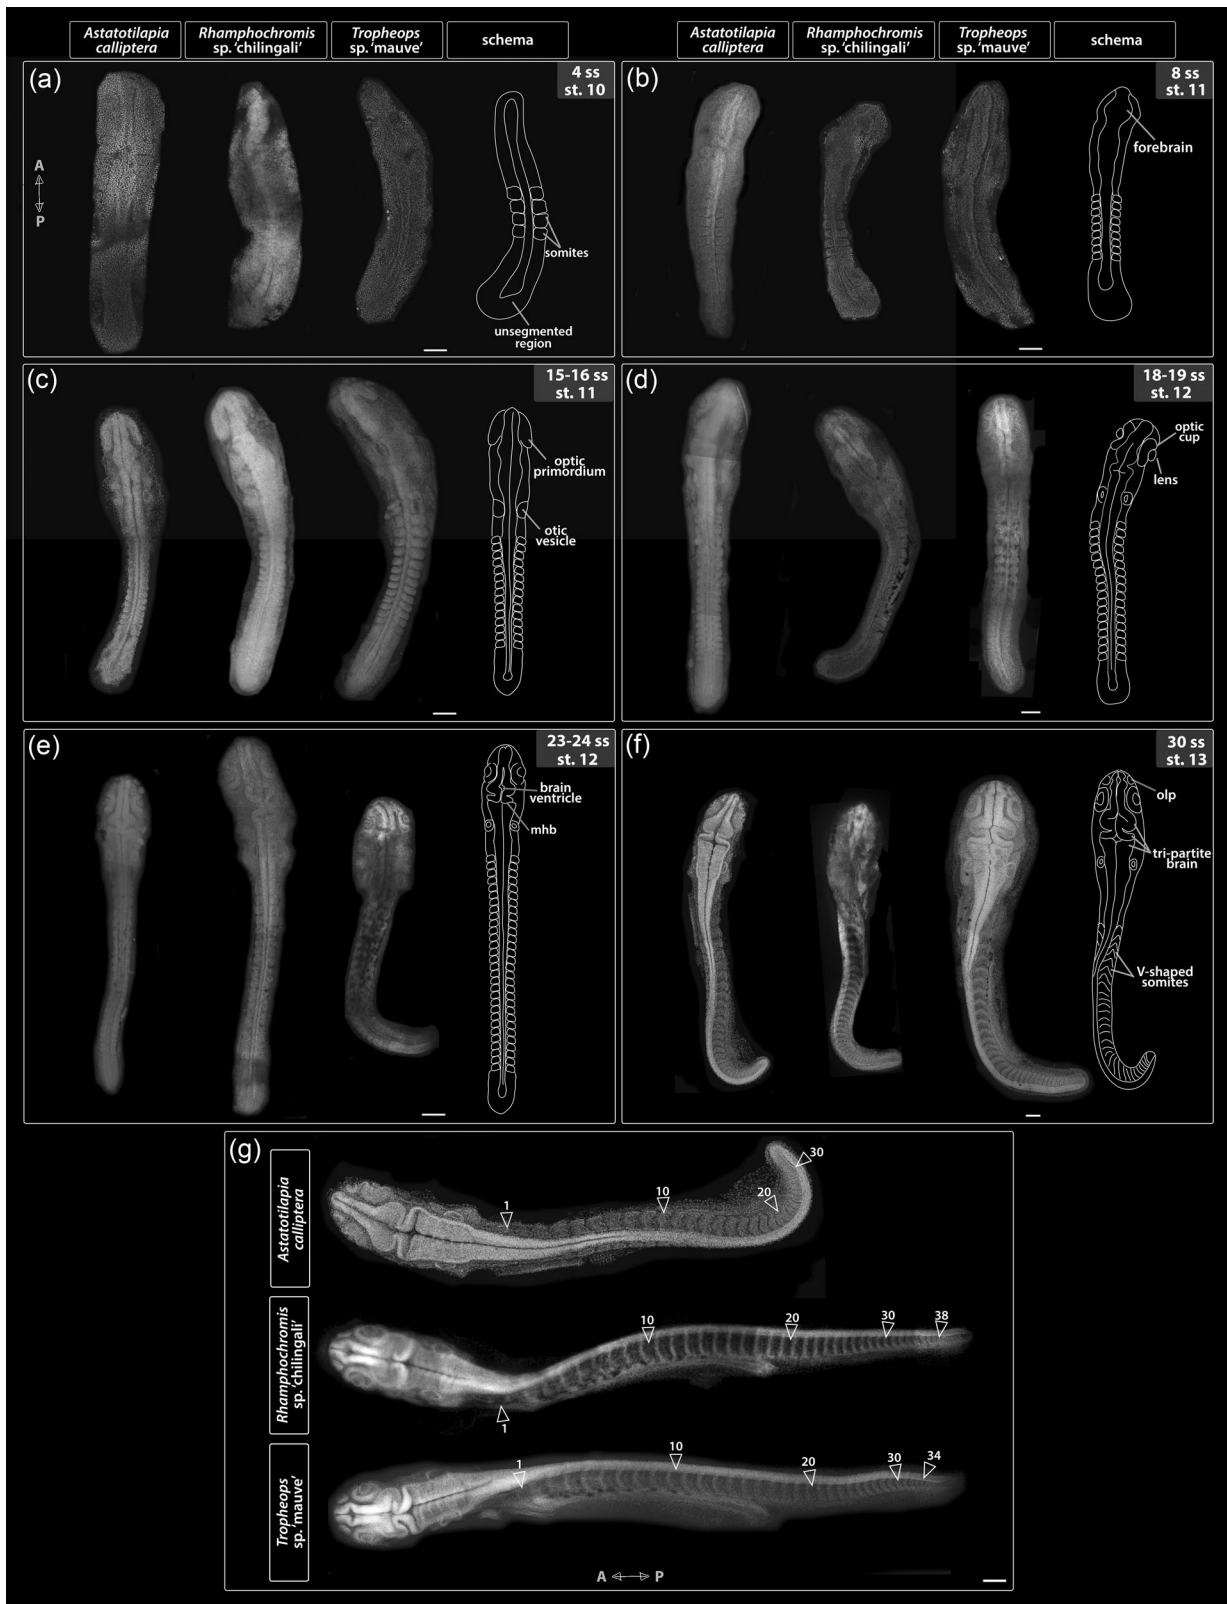 Astatotilapia
calliptera
Rhamphochromis
sp.‘chilingali’
Tropheops
sp.‘mauve’
schema
Astatotilapia
calliptera
Rhamphochromis
sp.‘chilingali’
Tropheops
sp.‘mauve’
schema
(a)
4 ss
st. 10
A
P
somites
unsegmented
region
(b)
8 ss
st. 11
forebrain
(c)
15-16 ss
st. 11
optic
primordium
otic
vesicle
(d)
18-19 ss
st. 12
optic
cup
lens
(e)
23-24 ss
st. 12
brain
ventricle
mhb
(f)
30 ss
st. 13
olp
tri-partite
brain
V-shaped
somites
(g)
Astatotilapia
calliptera
1
10
20
30
Rhamphochromis
sp.‘chilingali’
1
10
20
30
38
Tropheops
sp.‘mauve’
1
10
20
30
34
A
P